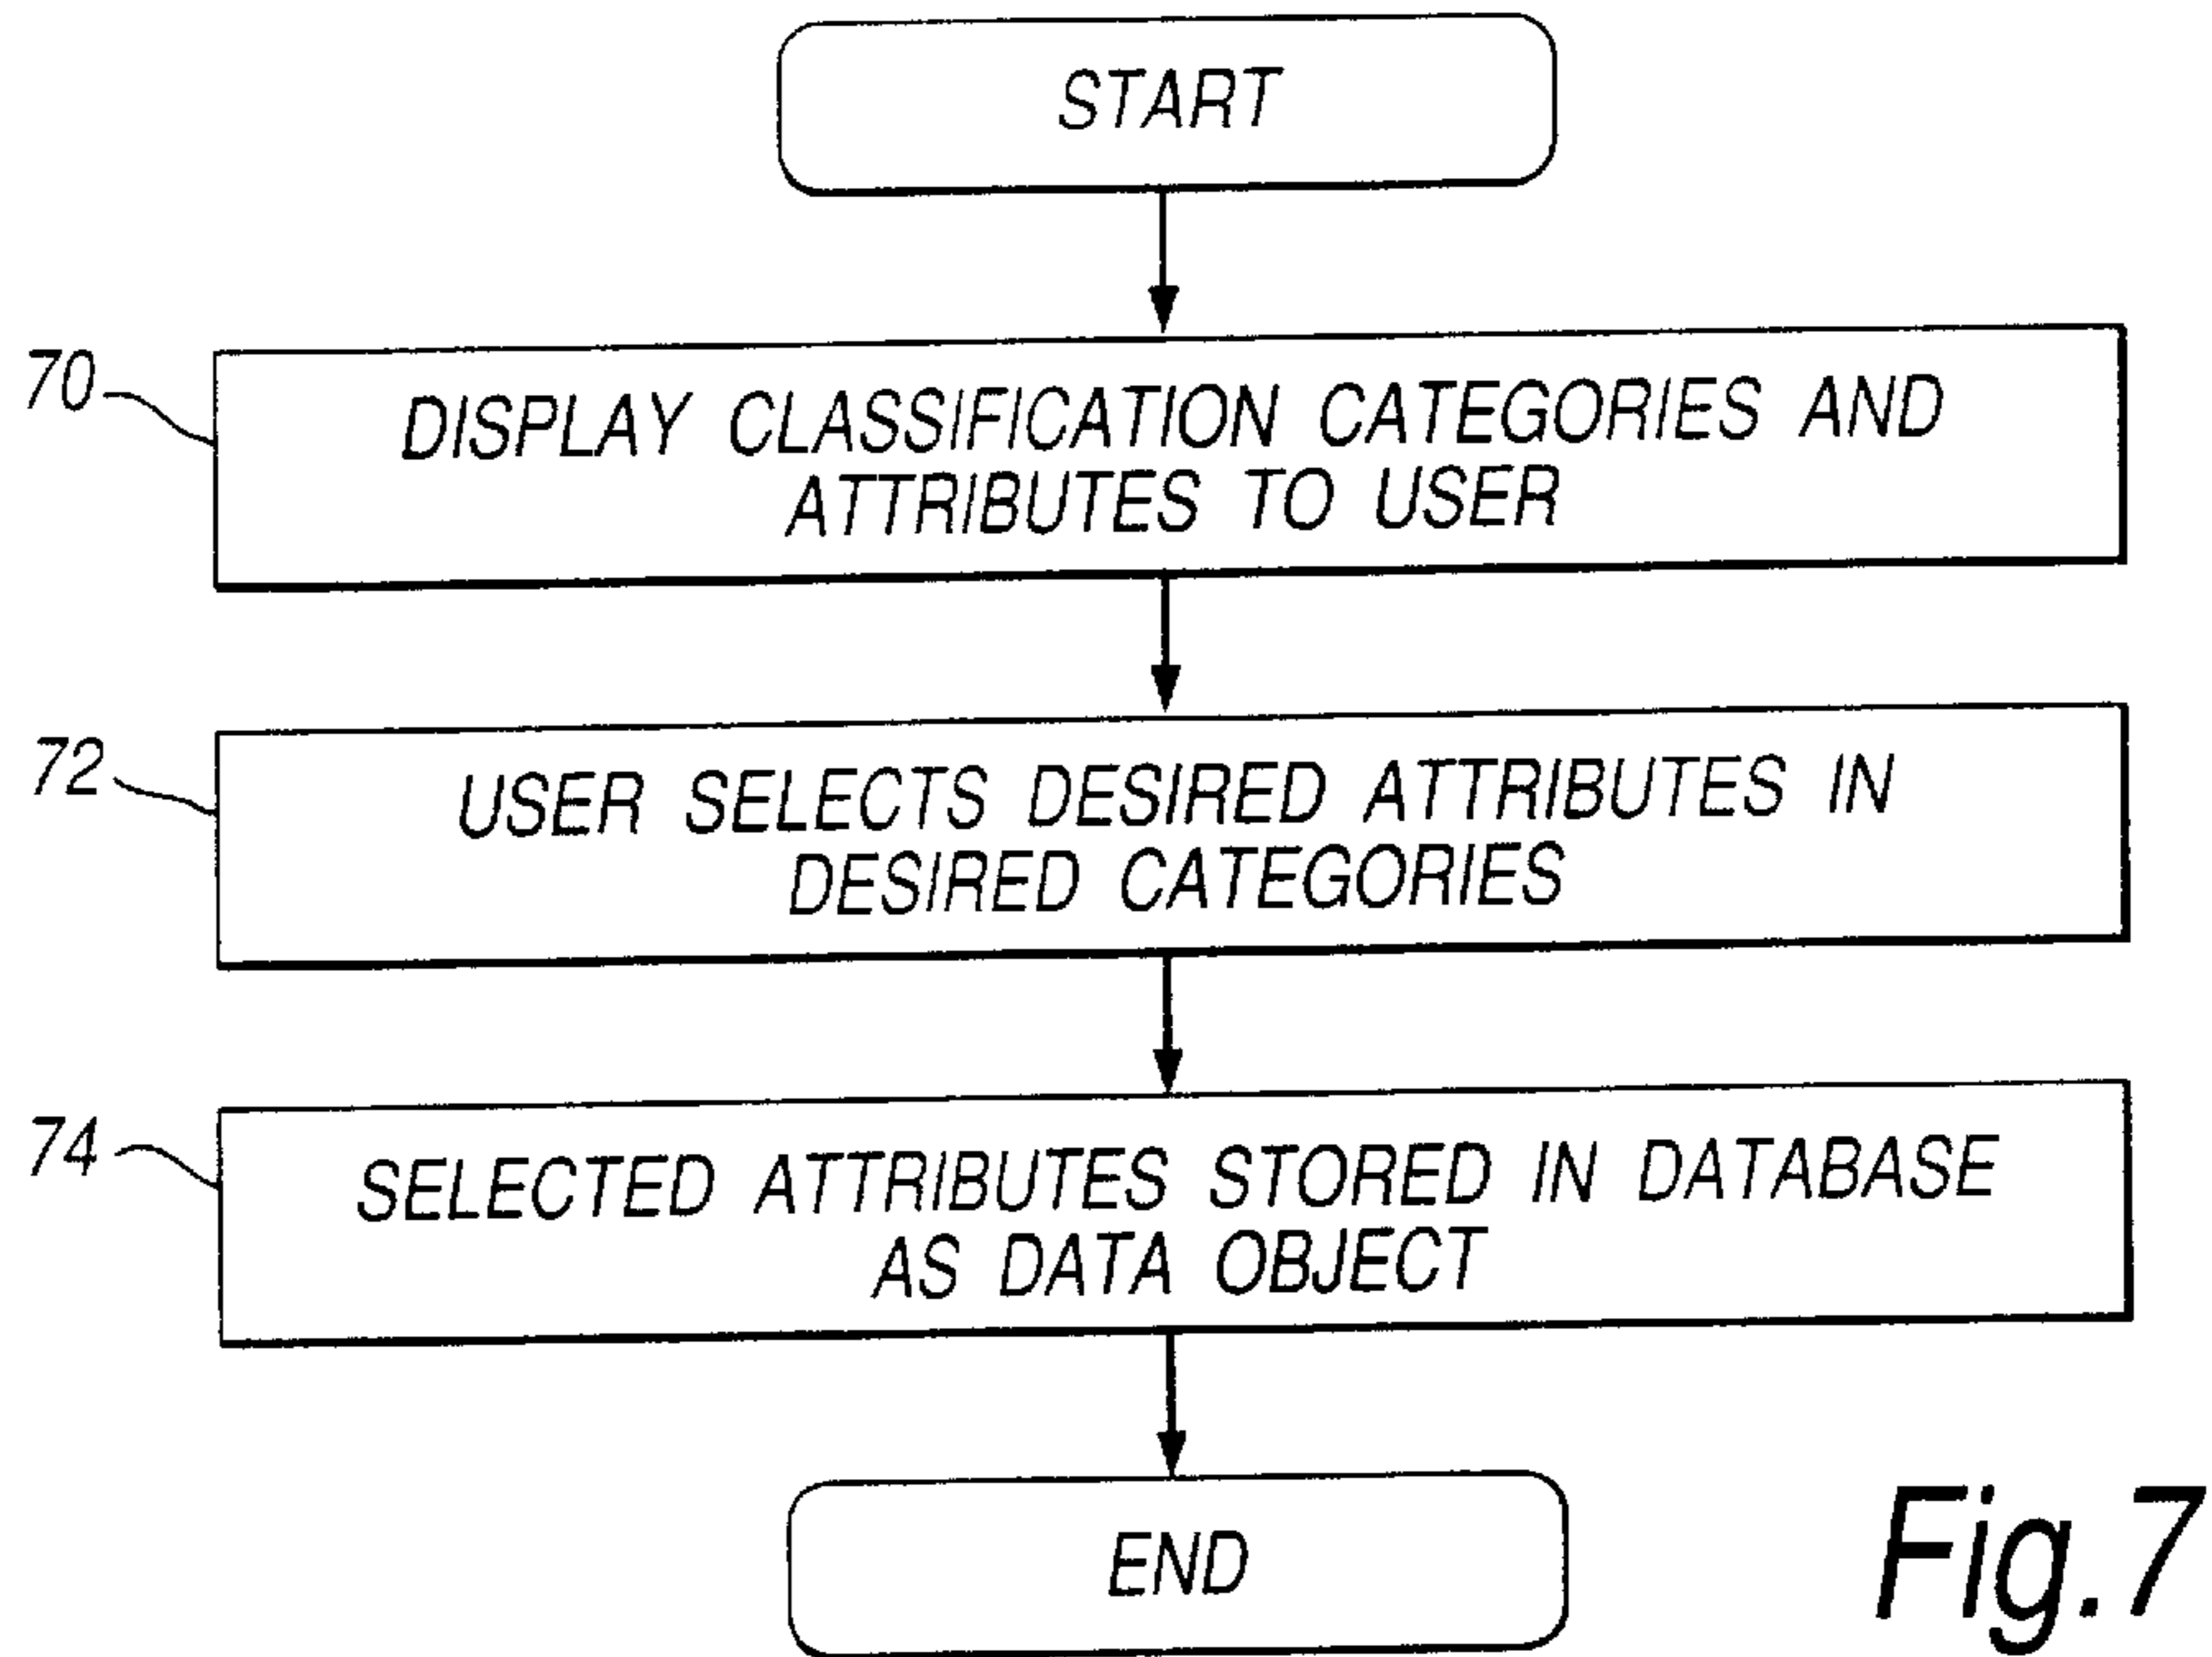 START
70
DISPLAY CLASSIFICATION CATEGORIES AND
ATTRIBUTES TO USER
72
USER SELECTS DESIRED ATTRIBUTES IN
DESIRED CATEGORIES
74
SELECTED ATTRIBUTES STORED IN DATABASE
AS DATA OBJECT
END
Fig.7